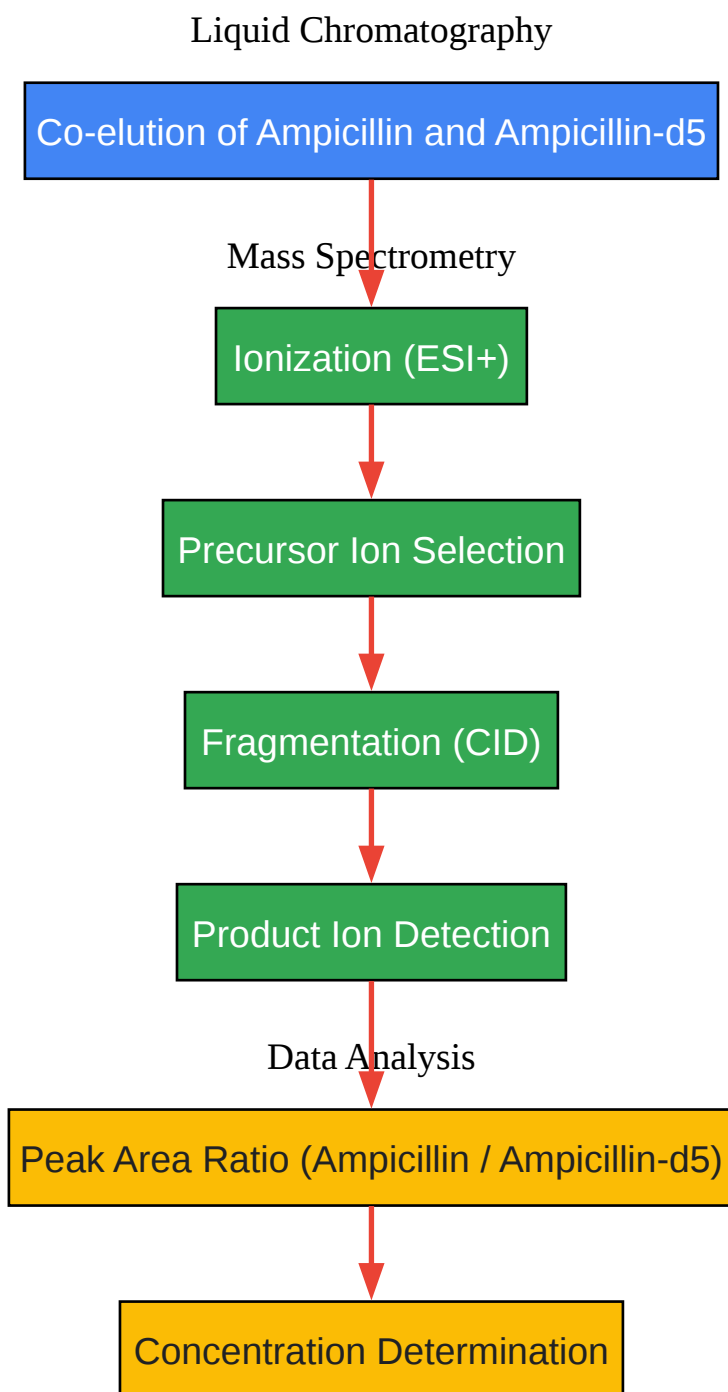 Liquid Chromatography
Co-elution of Ampicillin and Ampicillin-d5
Mass Spectrometry
Ionization (ESI+)
Precursor Ion Selection
Fragmentation (CID)
Product Ion Detection
Data Analysis
Peak Area Ratio (Ampicillin / Ampicillin-d5)
Concentration Determination